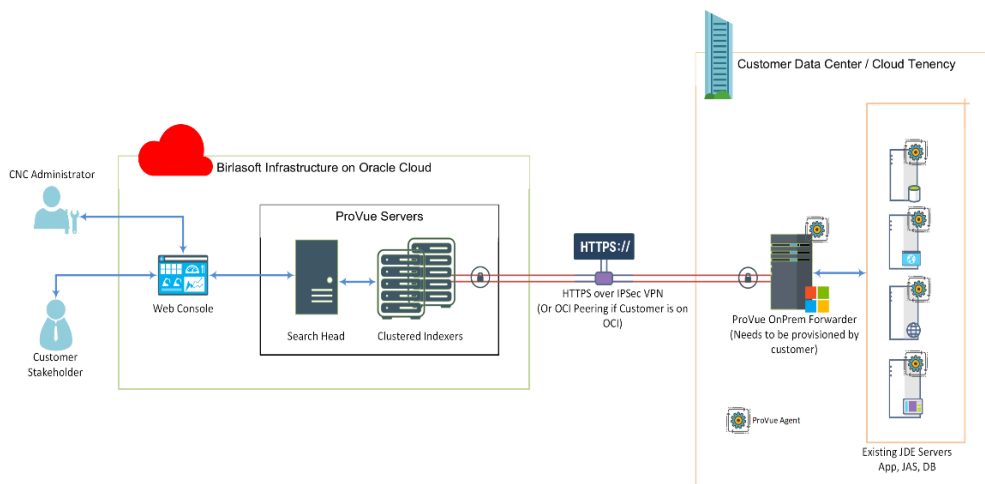 Customer Data Center / Cloud Tenency
Birlasoft Infrastructure on Oracle Cloud
CNC Administrator
ProVue Servers
HTTPS://
Web Console
Search Head
Clustered Indexers
HTTPS over IPSec VPN
(Or OCI Peering if Customer is on
OCI)
ProVue OnPrem Forwarder
(Needs to be provisioned by
customer)
Customer
Stakeholder
ProVue Agent
Existing JDE Servers
App, JAS, DB